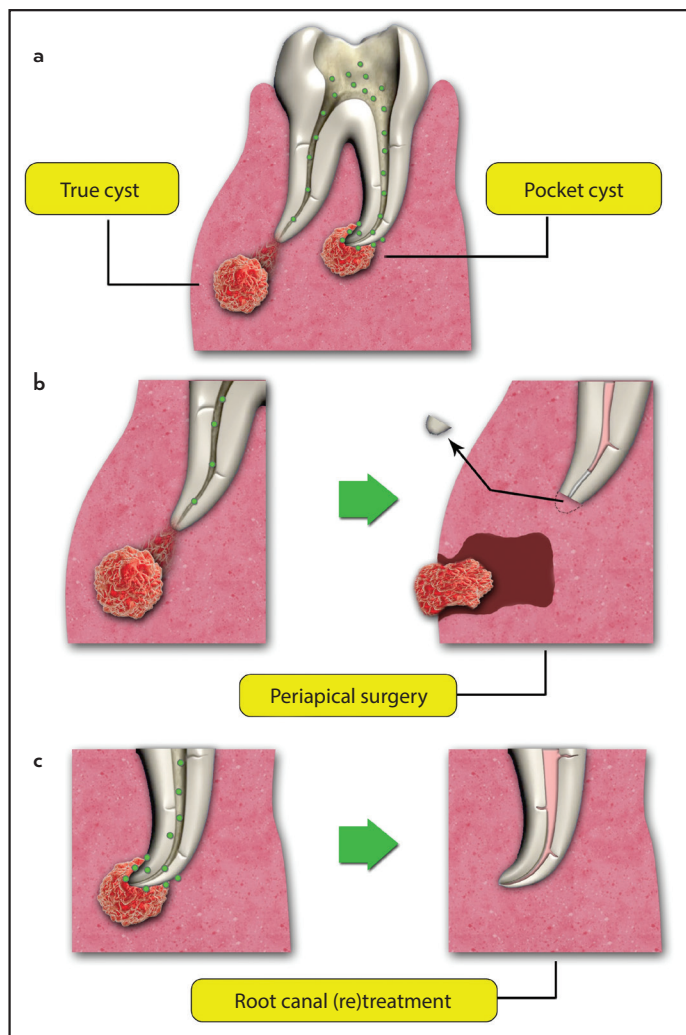 a
True cyst
Pocket cyst
b
Periapical surgery
c
Root canal (re)treatment